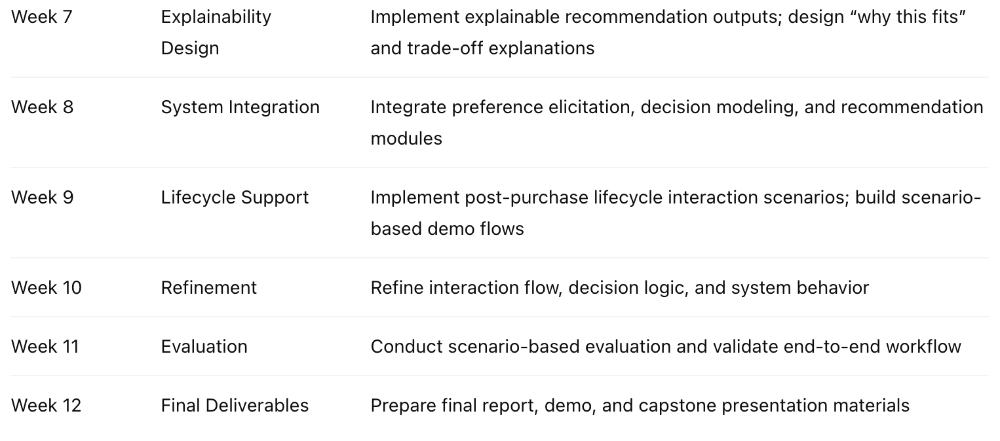 Week 7 Explainability Implement explainable recommendation outputs; design “why this fits”
Design and trade-off explanations
Week 8 System Integration Integrate preference elicitation, decision modeling, and recommendation
modules
Week 9 Lifecycle Support Implement post-purchase lifecycle interaction scenarios; build scenario-
based demo flows
Week 10 Refinement Refine interaction flow, decision logic, and system behavior
Week 11 Evaluation Conduct scenario-based evaluation and validate end-to-end workflow
Week 12 Final Deliverables Prepare final report, demo, and capstone presentation materials